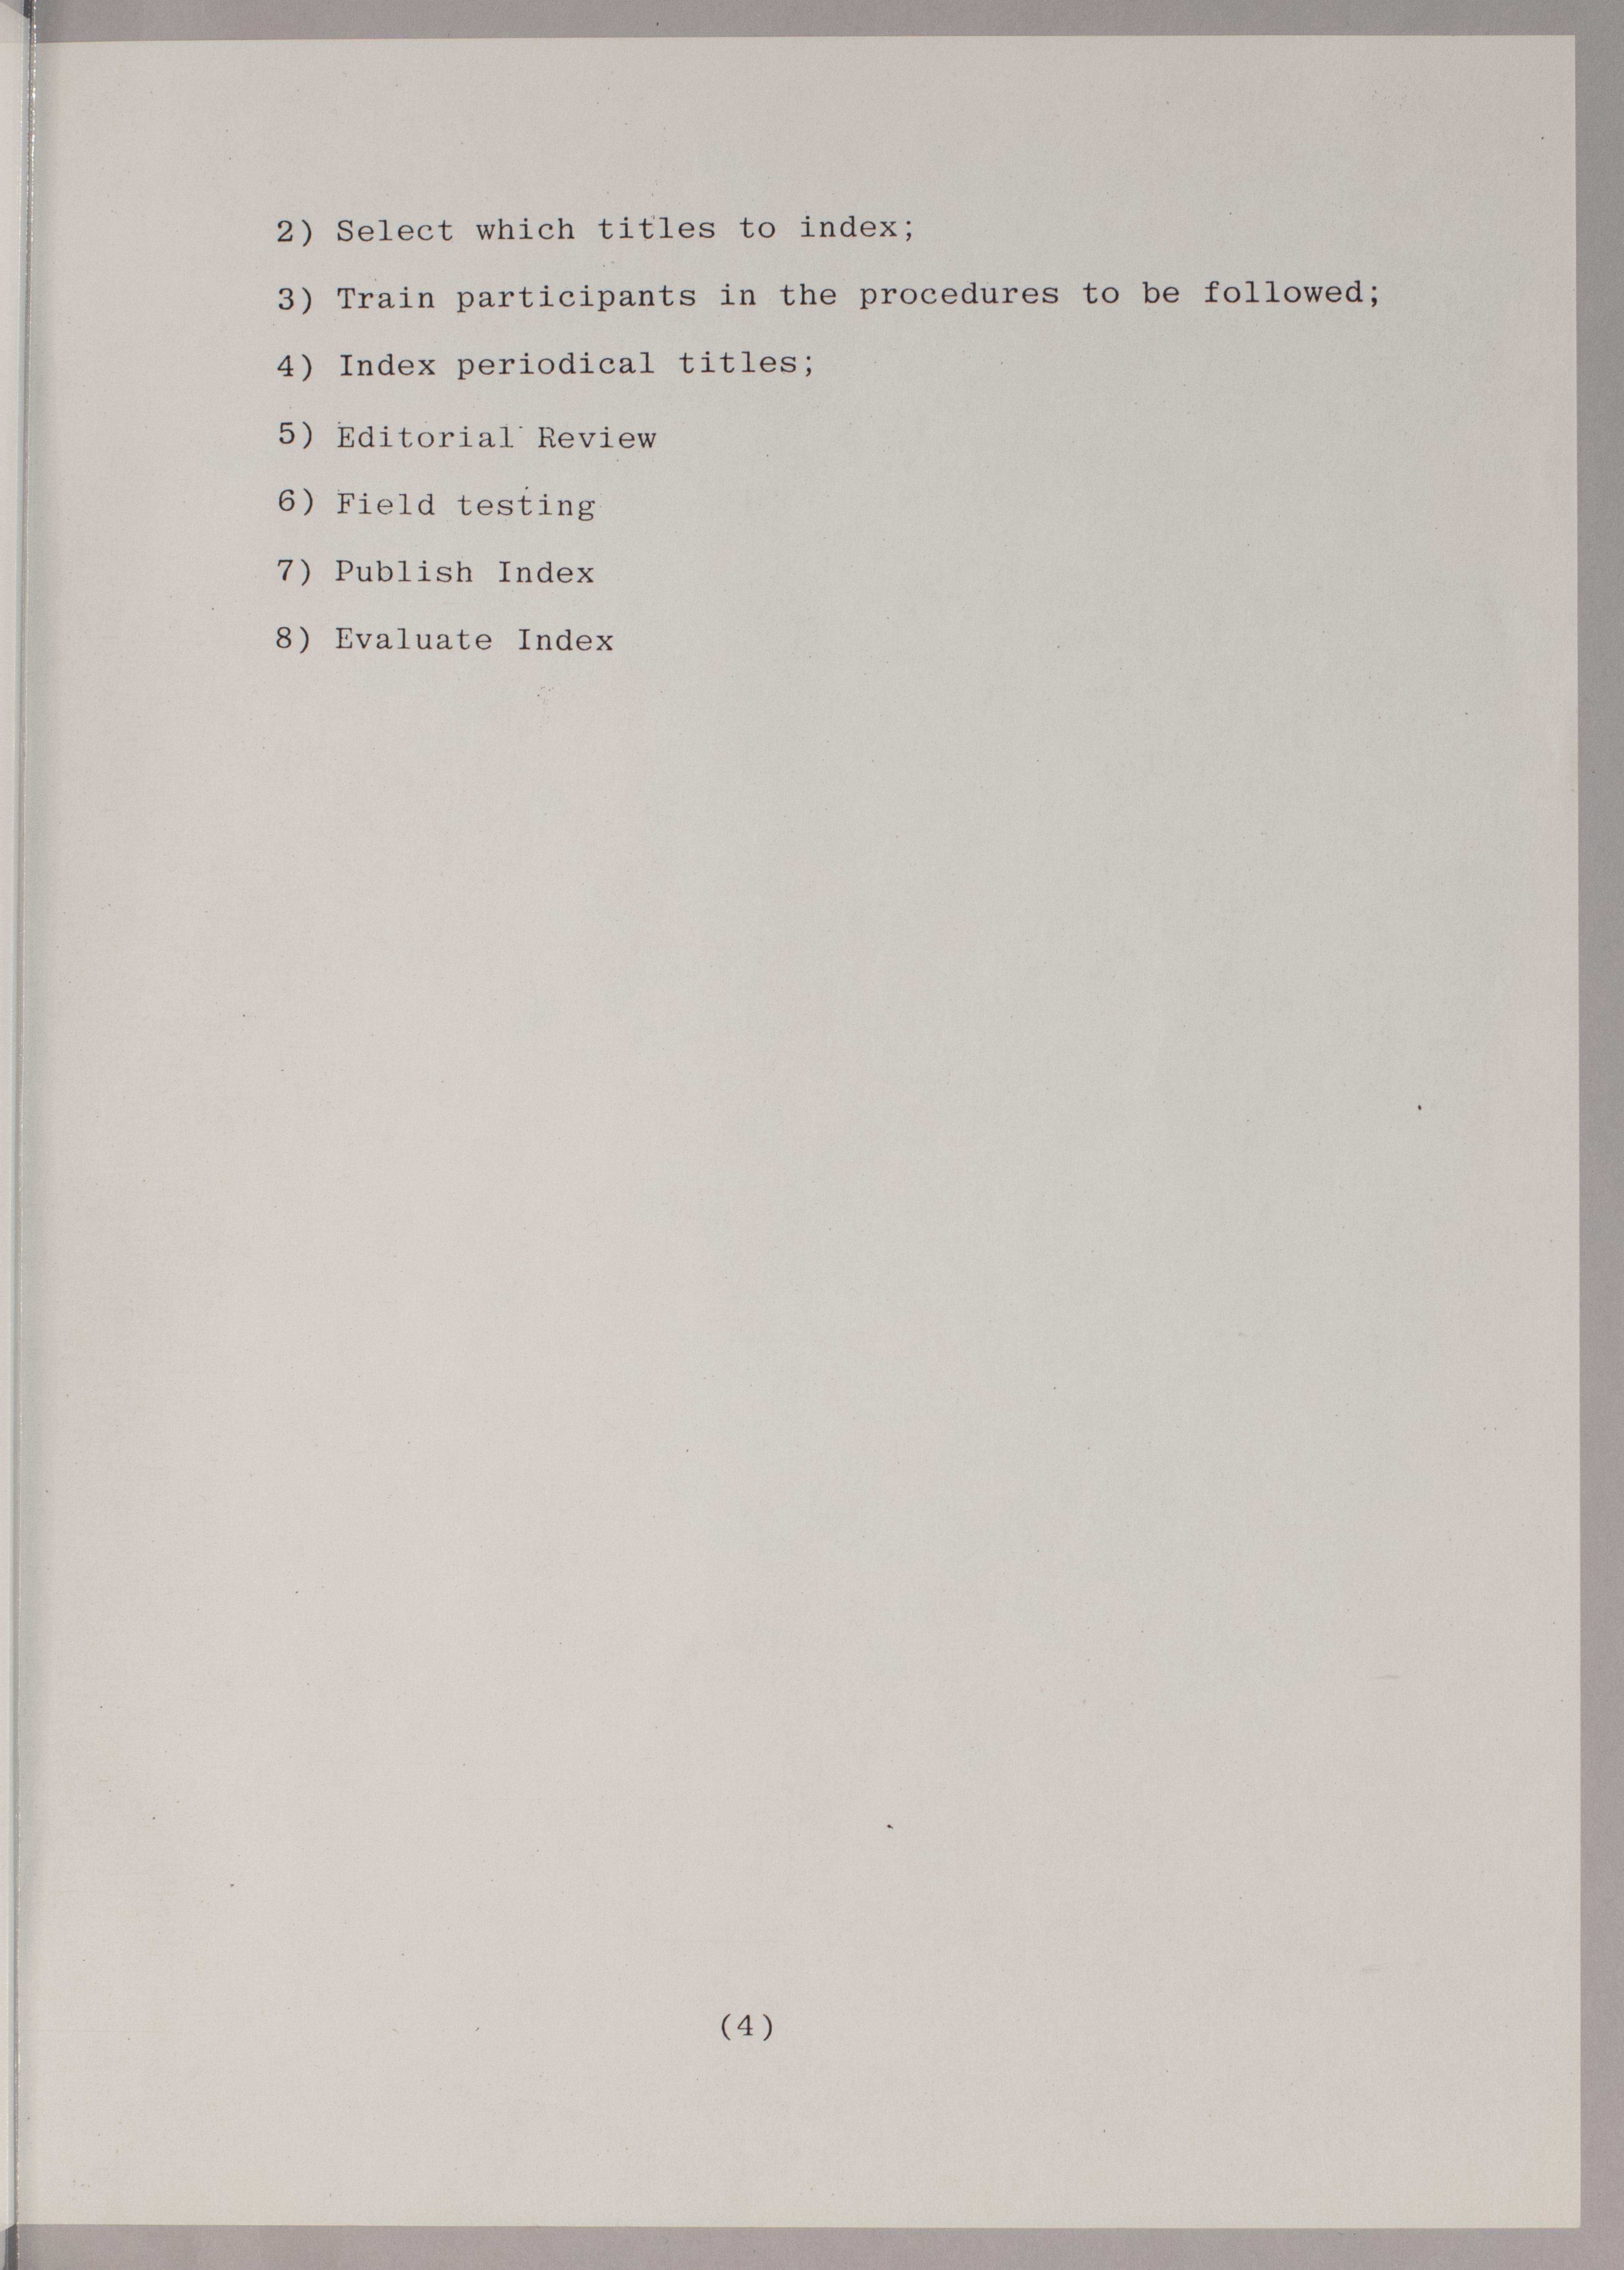 2) Select which titles to index;
3) Train participants in the procedures to be followed;
4) Index periodical titles;
5) Editorial Review
6) Field testing
7) Publish Index
8) Evaluate Index
(4)